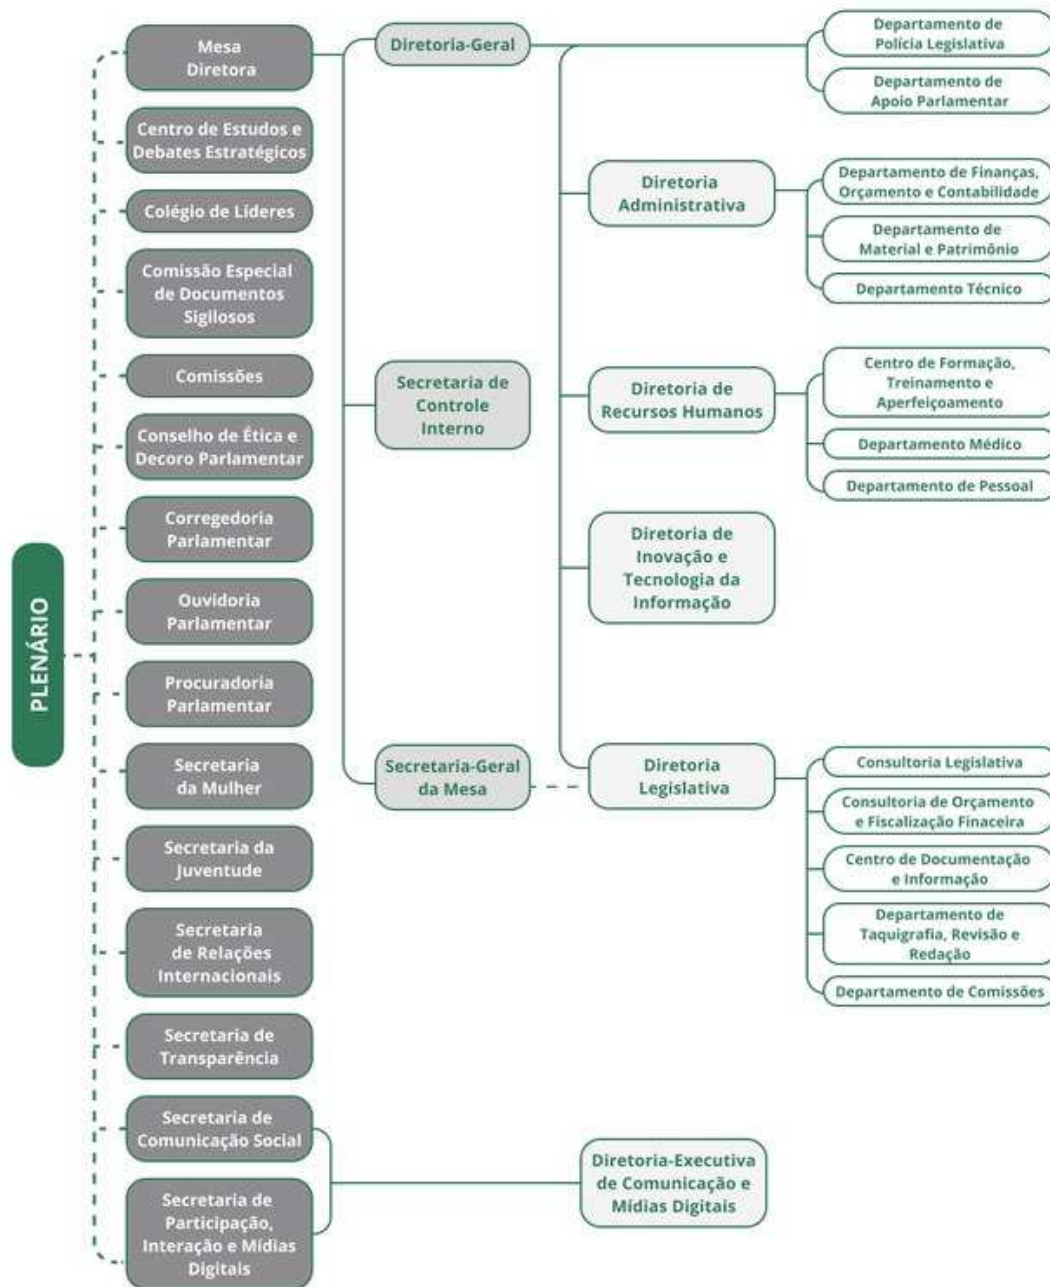 PLENÁRIO
Mesa
Diretora
Centro de Estudos e
Debates Estratégicos
Colégio de Líderes
Comissão Especial
de Documentos
Sigilosos
Comissões
Conselho de Ética e
Decoro Parlamentar
Corregedoria
Parlamentar
Ouvidoria
Parlamentar
Procuradoria
Parlamentar
Secretaria
da Mulher
Secretaria da
Juventude
Secretaria
de Relações
Internacionais
Secretaria de
Transparência
Secretaria de
Comunicação Social
Secretaria de
Participação,
Interação e Mídias
Digitais
Diretoria-Geral
Secretaria de
Controle
Interno
Secretaria-Geral
da Mesa
Diretoria
Administrativa
Diretoria de
Recursos Humanos
Diretoria de
Inovação e
Tecnologia da
Informação
Diretoria
Legislativa
Diretoria-Executiva
de Comunicação e
Mídias Digitais
Departamento de
Polícia Legislativa
Departamento de
Apoio Parlamentar
Departamento de Finanças,
Orçamento e Contabilidade
Departamento de
Material e Patrimônio
Departamento Técnico
Centro de Formação,
Treinamento e
Aperfeiçoamento
Departamento Médico
Departamento de Pessoal
Consultoria Legislativa
Consultoria de Orçamento
e Fiscalização Finaceira
Centro de Documentação
e Informação
Departamento de
Taquigrafia, Revisão e
Redação
Departamento de Comissões